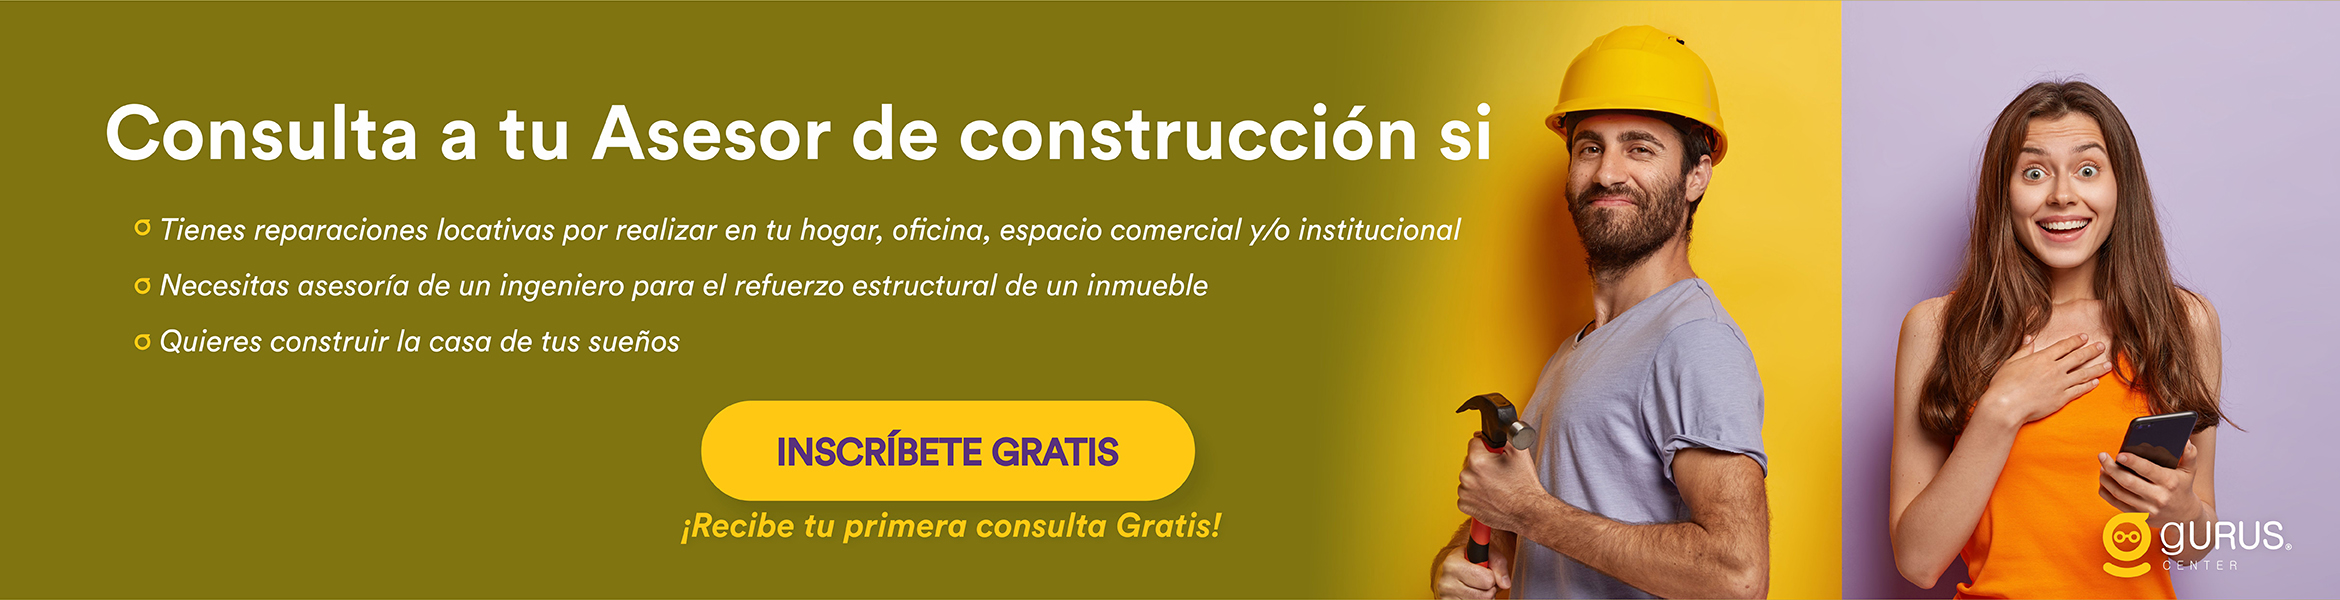 Consulta a tu Asesor de construcción si
Tienes reparaciones locativas por realizar en tu hogar, oficina, espacio comercial y/o institucional
Necesitas asesoría de un ingeniero para el refuerzo estructural de un inmueble
Quieres construir la casa de tus sueños
INSCRÍBETE GRATIS
¡Recibe tu primera consulta Gratis!
gURUS®
CENTER